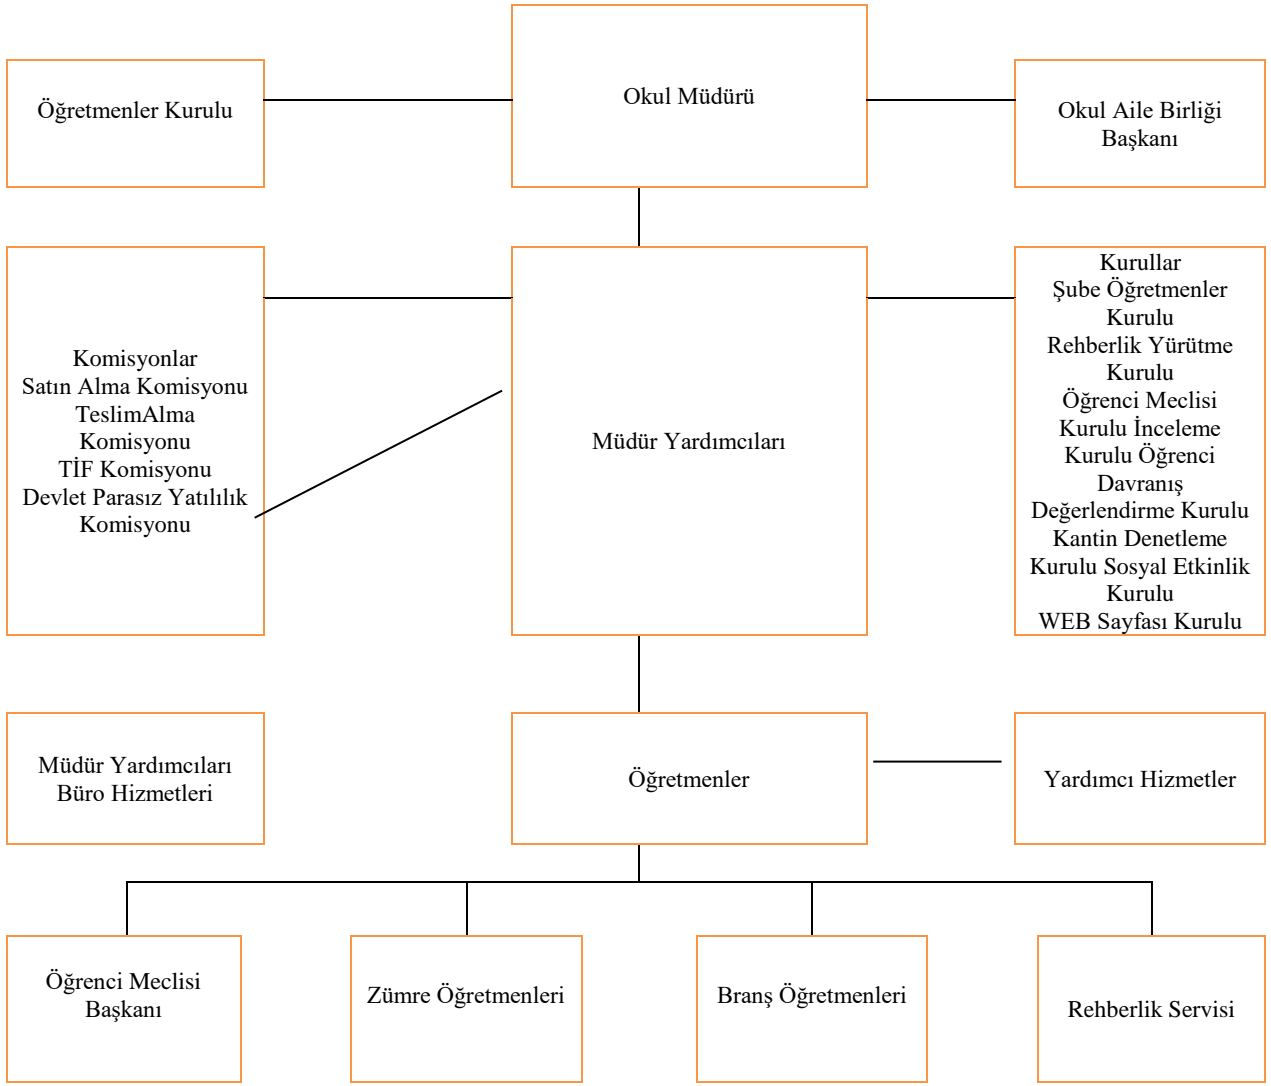 Öğretmenler Kurulu
Okul Müdürü
Okul Aile Birliği
Başkanı
Komisyonlar
Satın Alma Komisyonu
TeslimAlma
Komisyonu
TİF Komisyonu
Devlet Parasız Yatılılık
Komisyonu
Müdür Yardımcıları
Kurullar
Şube Öğretmenler
Kurulu
Rehberlik Yürütme
Kurulu
Öğrenci Meclisi
Kurulu İnceleme
Kurulu Öğrenci
Davranış
Değerlendirme Kurulu
Kantin Denetleme
Kurulu Sosyal Etkinlik
Kurulu
WEB Sayfası Kurulu
Müdür Yardımcıları
Büro Hizmetleri
Öğretmenler
Yardımcı Hizmetler
Öğrenci Meclisi
Başkanı
Zümre Öğretmenleri
Branş Öğretmenleri
Rehberlik Servisi